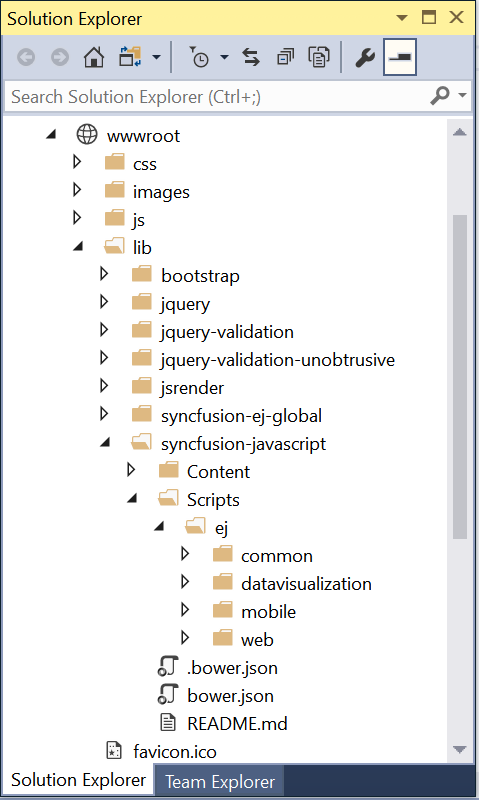 Solution Explorer
Search Solution Explorer (Ctrl+;)
wwwroot
css
images
js
lib
bootstrap
jquery
jquery-validation
jquery-validation-unobtrusive
jsrender
syncfusion-ej-global
syncfusion-javascript
Content
Scripts
ej
common
datavisualization
mobile
web
.bower.json
bower.json
README.md
favicon.ico
Solution Explorer Team Explorer